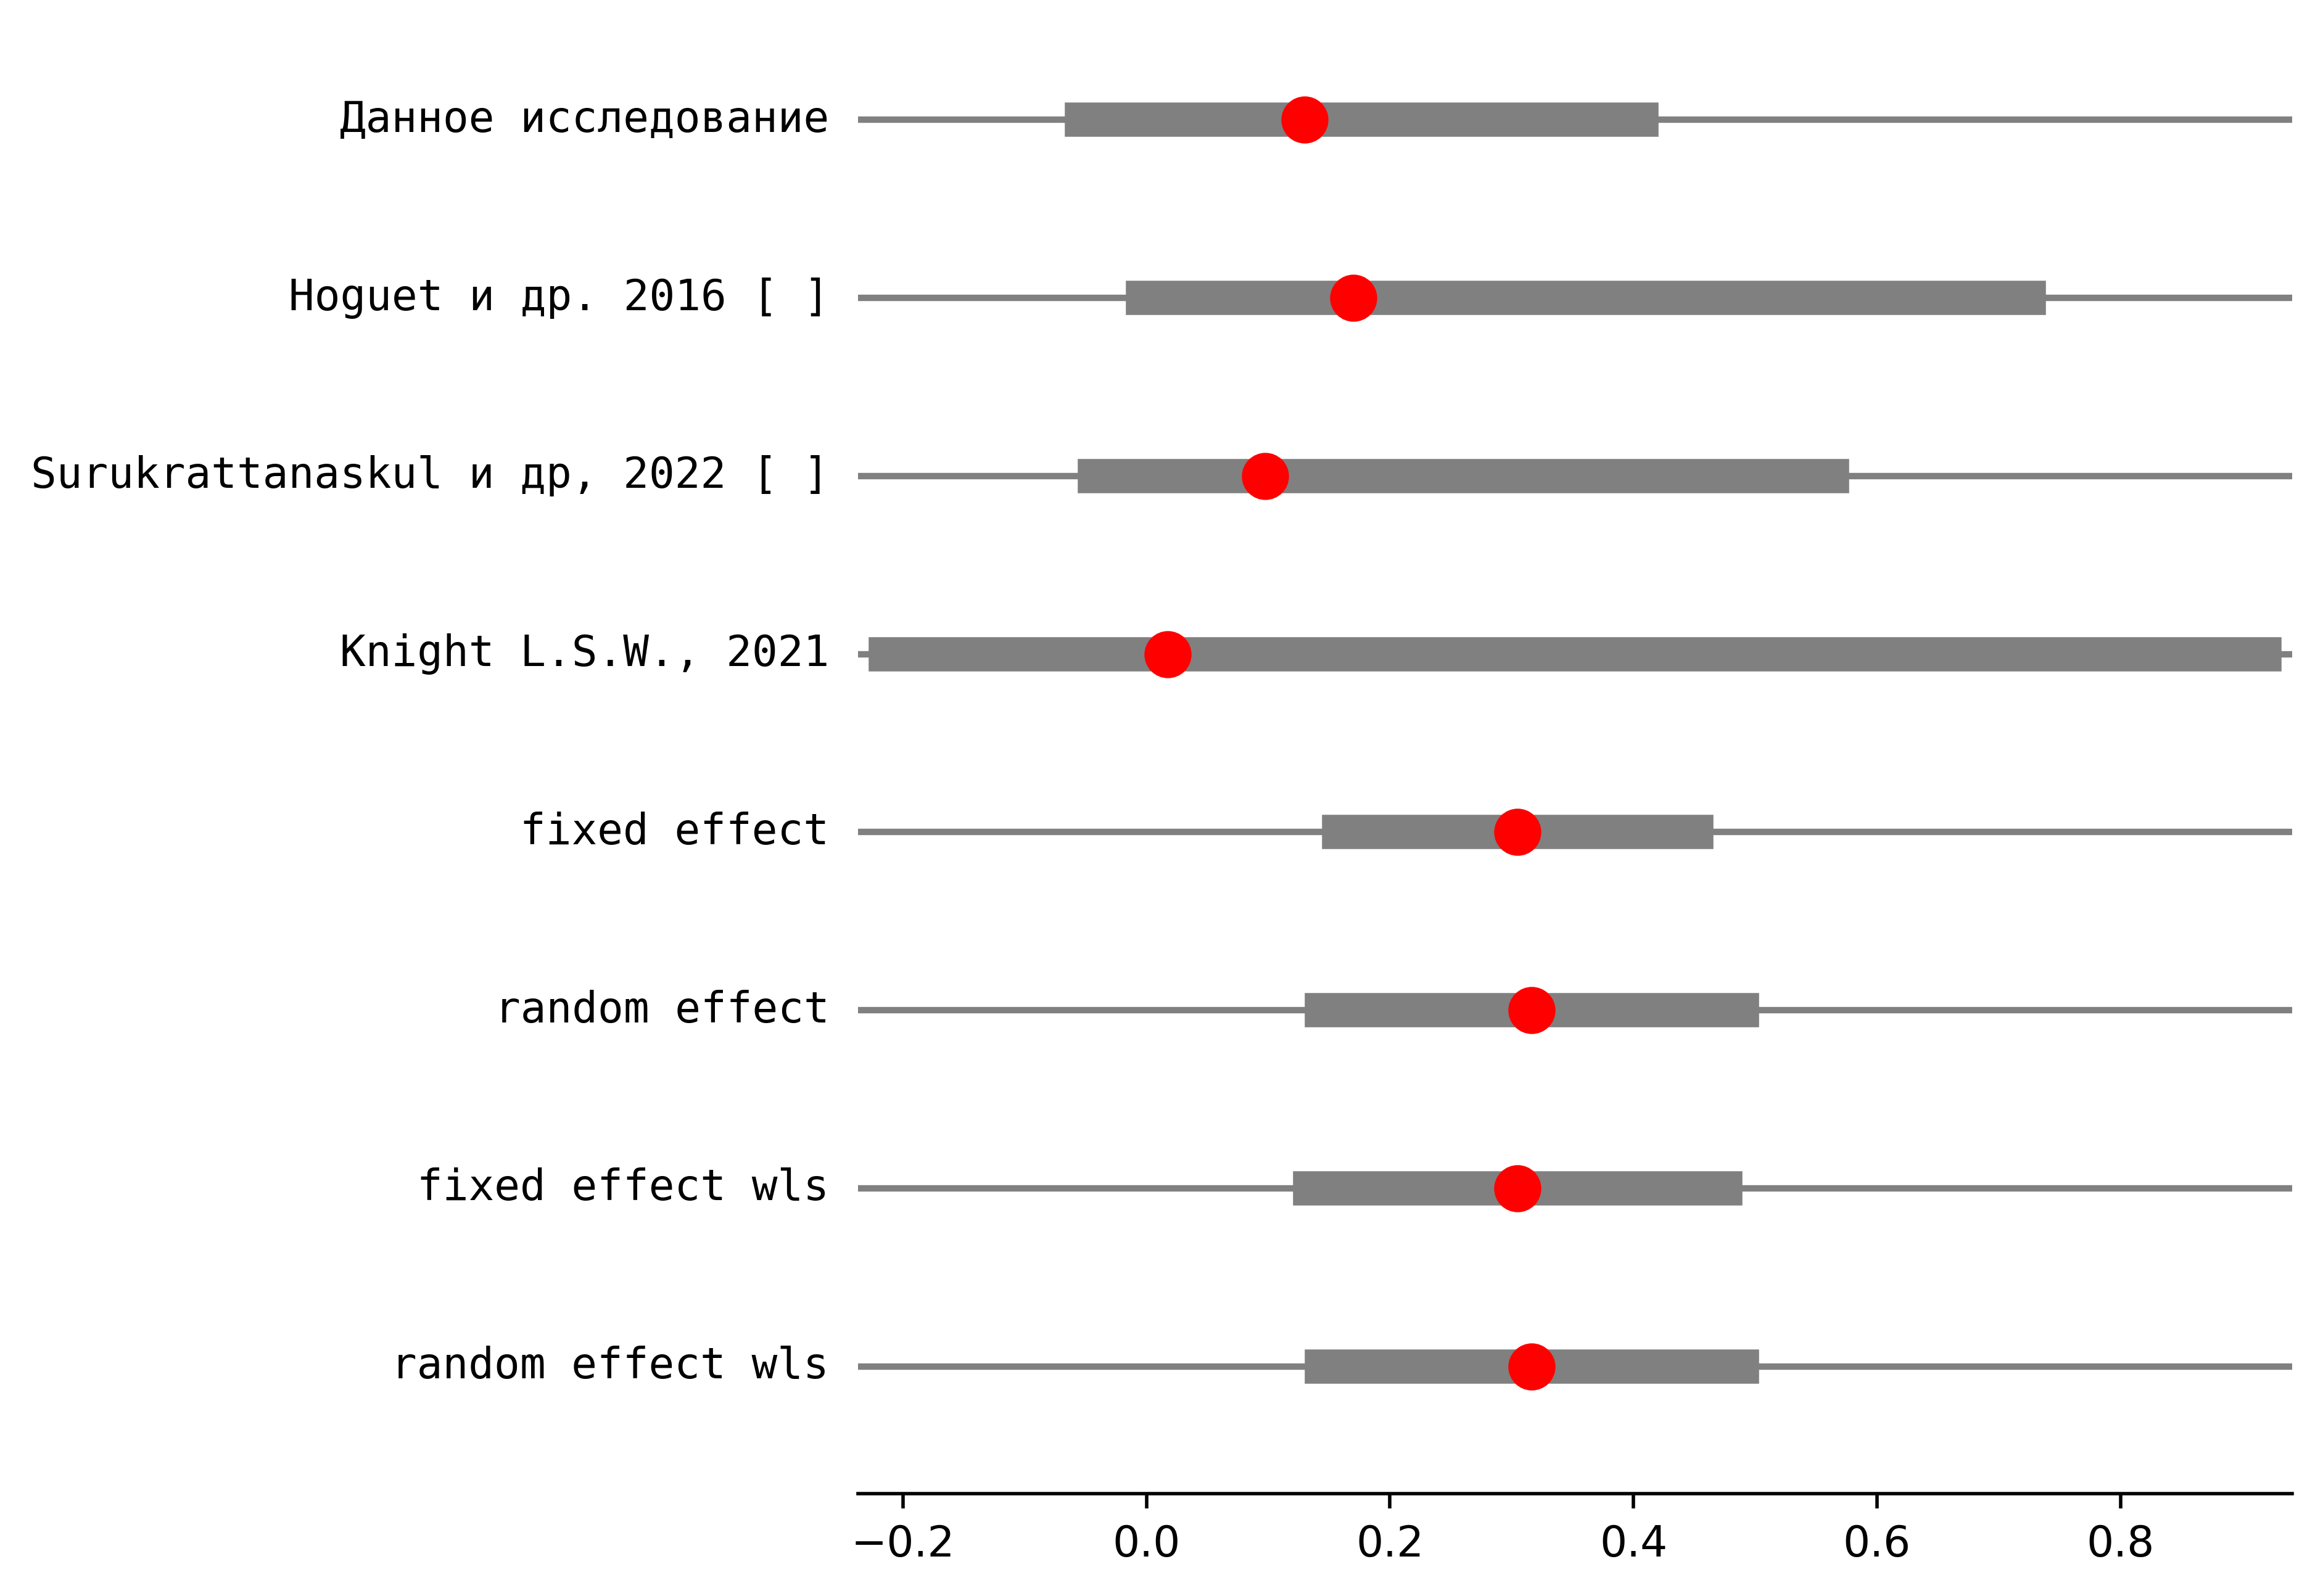 Данное исследование
Hoguet и др. 2016 [ ]
Surukrattanaskul и др, 2022 [ ]
Knight L.S.W., 2021
fixed effect
random effect
fixed effect wls
random effect wls
−0.2 0.0 0.2 0.4 0.6 0.8